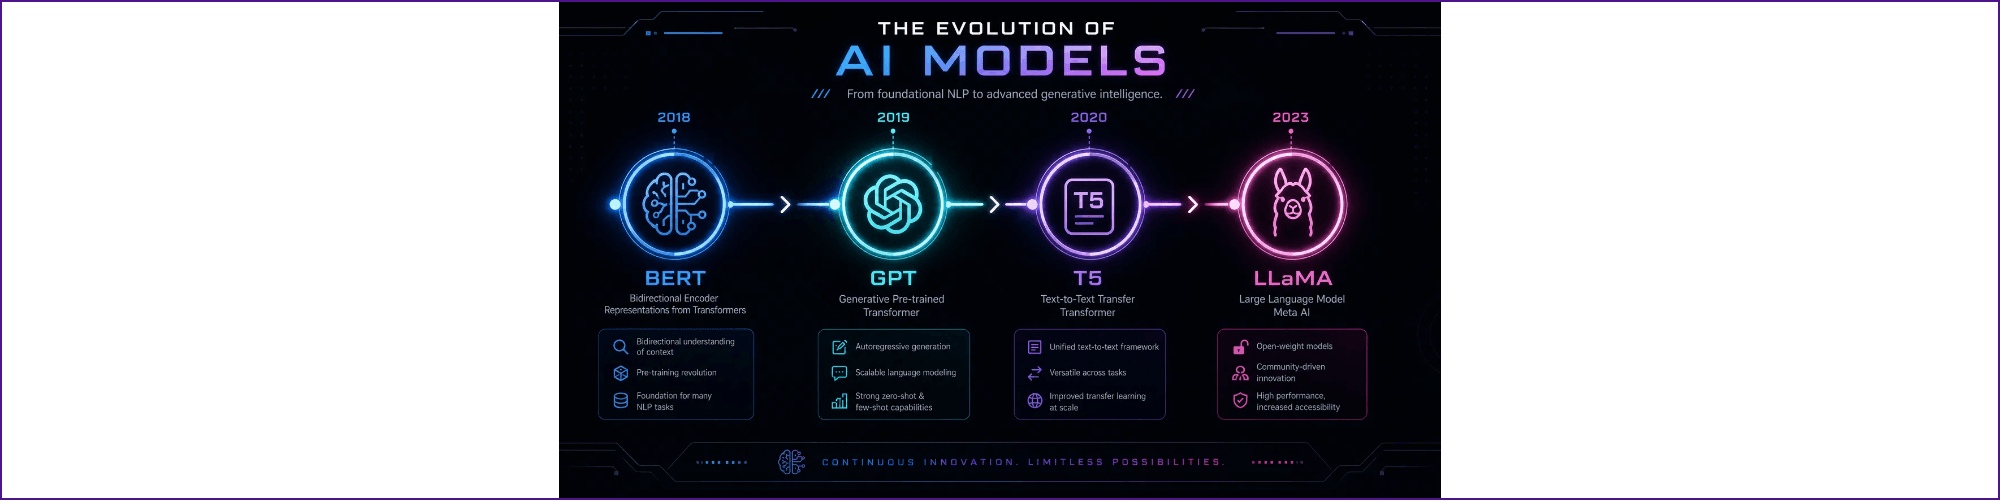 THE EVOLUTION OF
AI MODELS
/// From foundational NLP to advanced generative intelligence. ///
2018
BERT
Bidirectional Encoder
Representations from Transformers
Bidirectional understanding
of context
Pre-training revolution
Foundation for many
NLP tasks
2019
GPT
Generative Pre-trained
Transformer
Autoregressive generation
Scalable language modeling
Strong zero-shot &
few-shot capabilities
2020
T5
T5
Text-to-Text Transfer
Transformer
Unified text-to-text framework
Versatile across tasks
Improved transfer learning
at scale
2023
LLaMA
Large Language Model
Meta AI
Open-weight models
Community-driven
innovation
High performance,
increased accessibility
CONTINUOUS INNOVATION. LIMITLESS POSSIBILITIES.